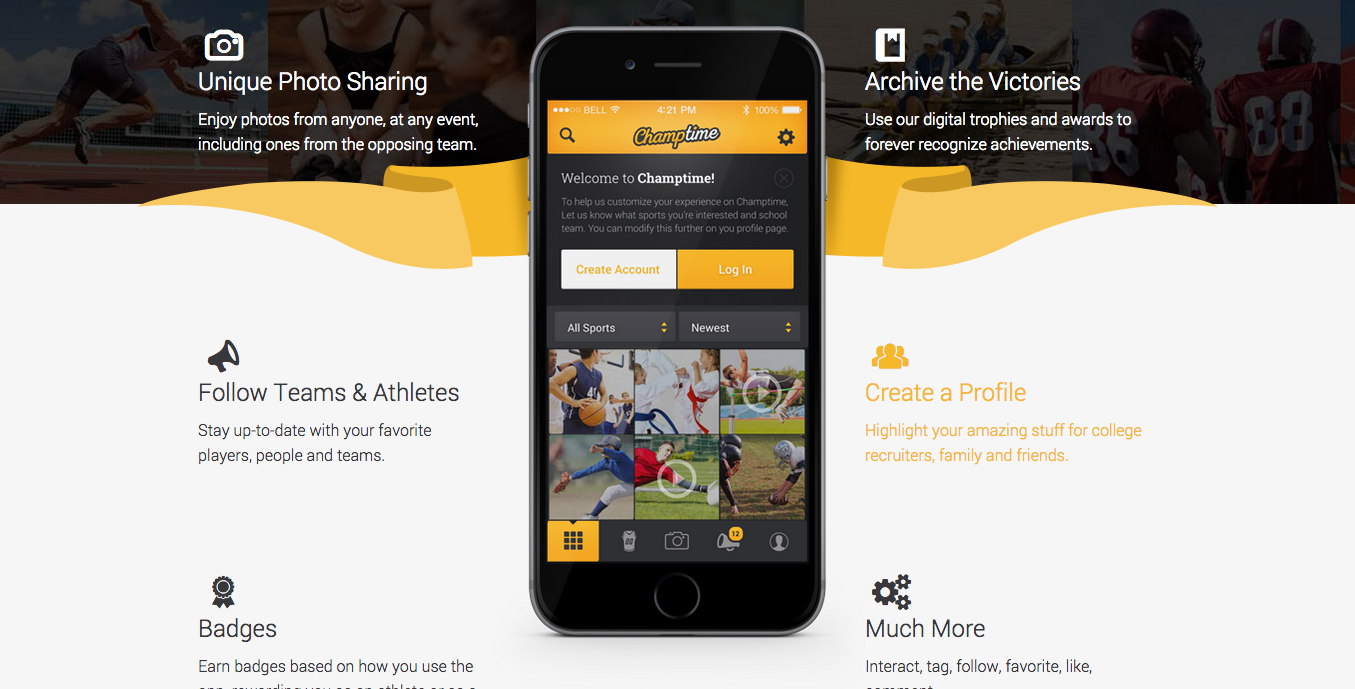 Unique Photo Sharing
Enjoy photos from anyone, at any event,
including ones from the opposing team.
Follow Teams & Athletes
Stay up-to-date with your favorite
players, people and teams.
Badges
Earn badges based on how you use the
BELL 4:21 PM 100%
Champtime
Welcome to Champtime!
To help us customize your experience on Champtime,
Let us know what sports you're interested and school
team. You can modify this further on you profile page.
Create Account Log In
All Sports Newest
00
12
Archive the Victories
Use our digital trophies and awards to
forever recognize achievements.
88
Create a Profile
Highlight your amazing stuff for college
recruiters, family and friends.
Much More
Interact, tag, follow, favorite, like,